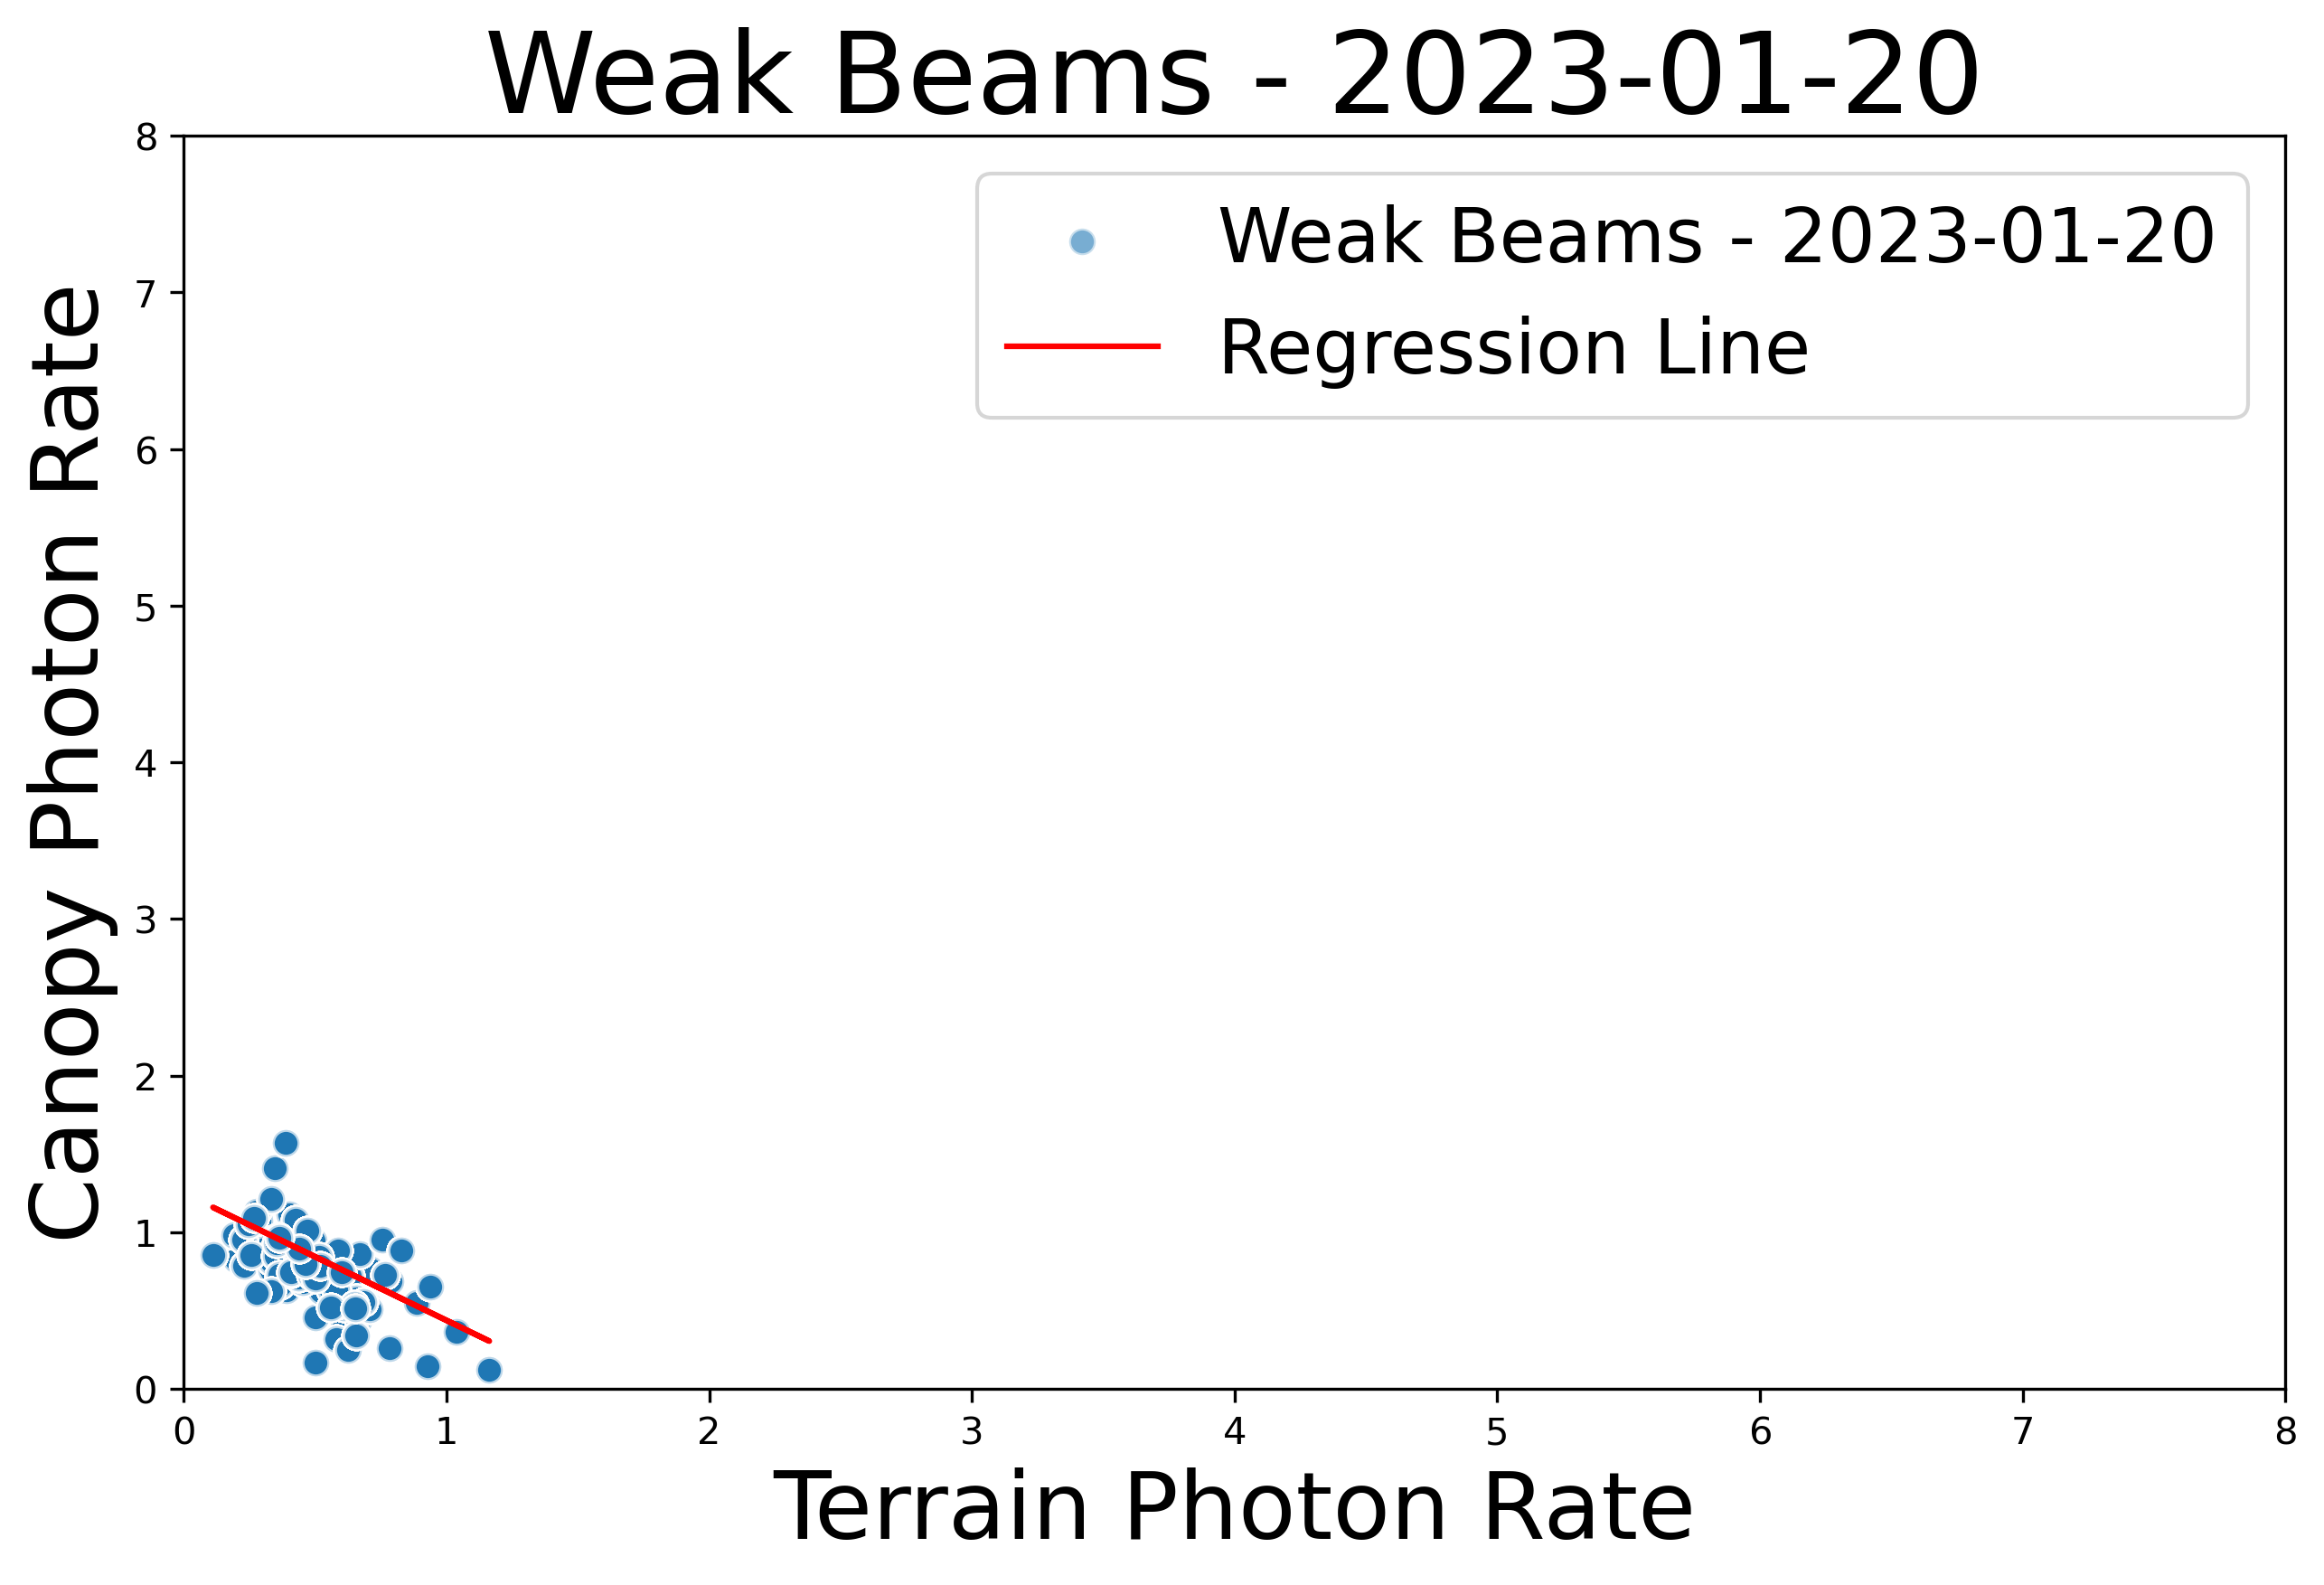 Weak Beams - 2023-01-20
Weak Beams - 2023-01-20
Regression Line
Canopy Photon Rate
8
7
6
5
4
3
2
1
0
0 1 2 3 4 5 6 7 8
Terrain Photon Rate